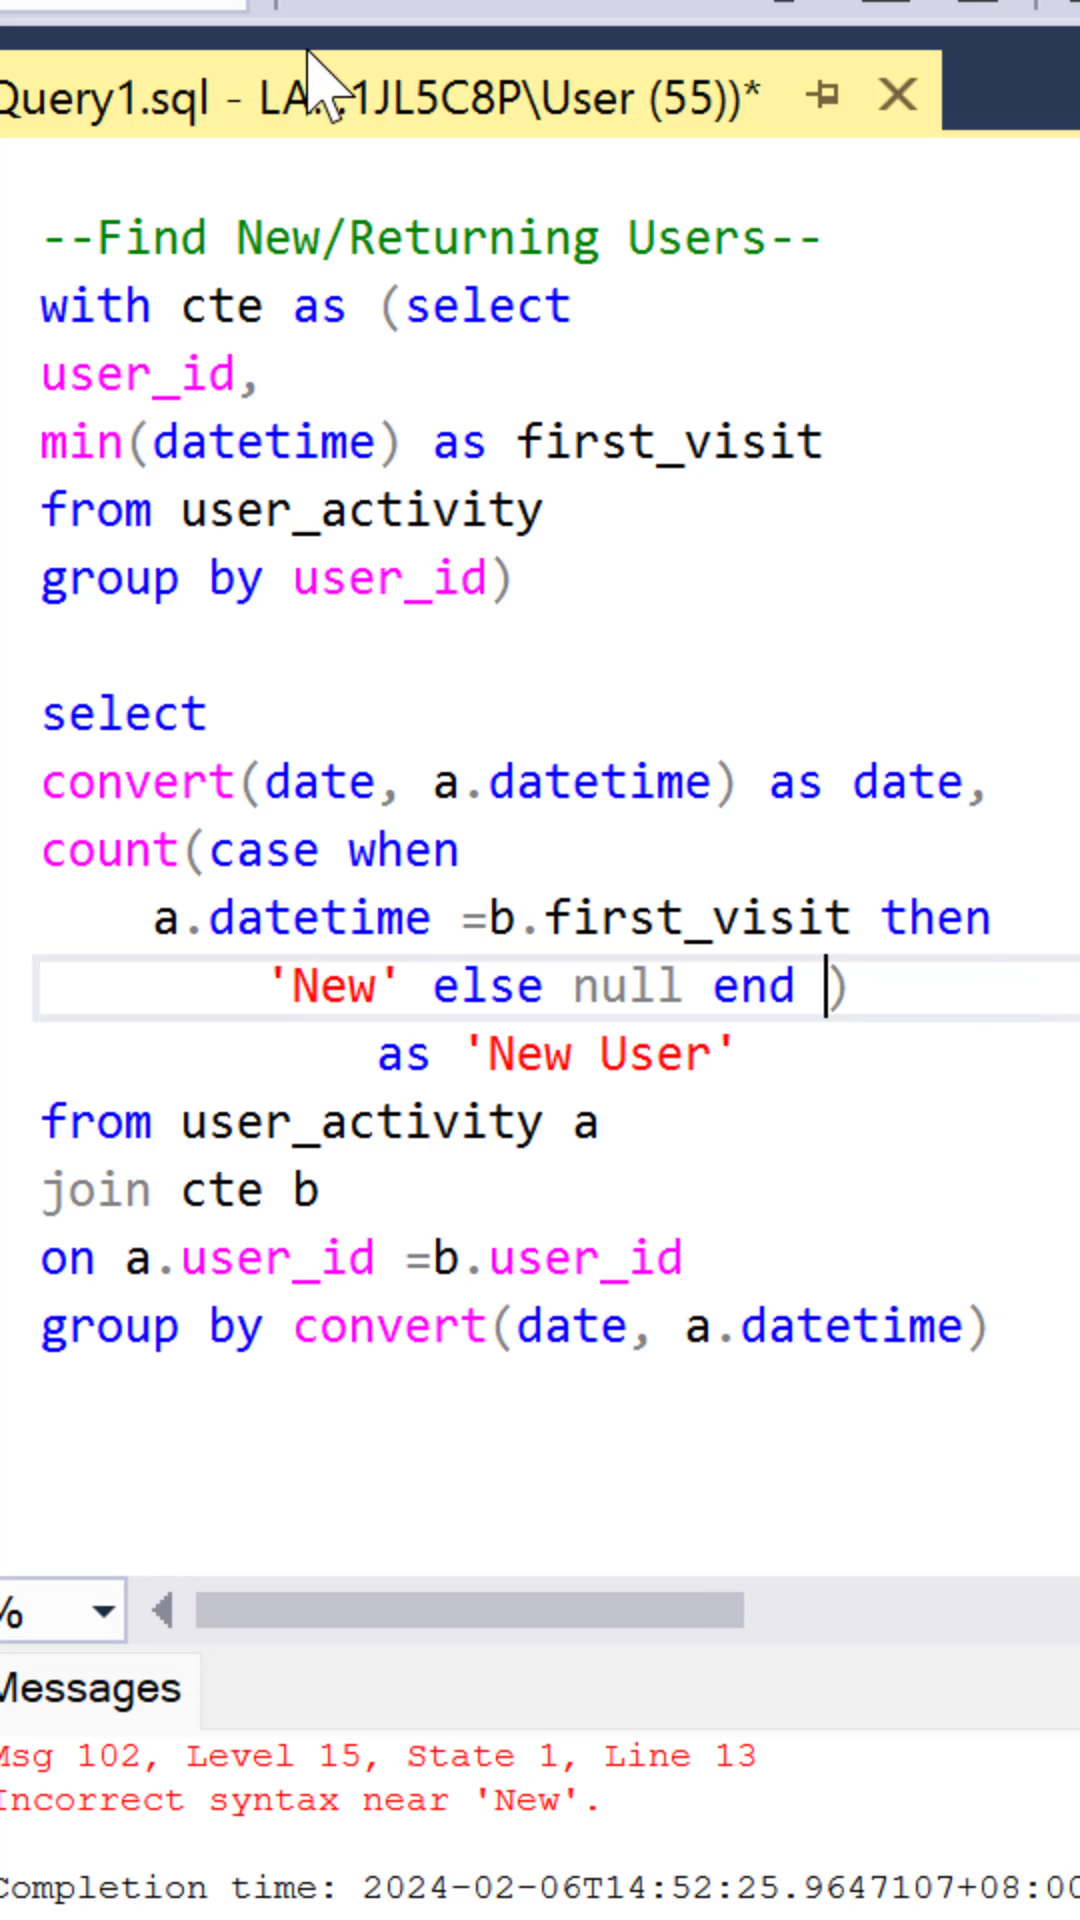 Query1.sql - LA...1JL5C8P\User (55))*
--Find New/Returning Users--
with cte as (select
user_id,
min(datetime) as first_visit
from user_activity
group by user_id)
select
convert(date, a.datetime) as date,
count(case when
a.datetime =b.first_visit then
'New' else null end )
as 'New User'
from user_activity a
join cte b
on a.user_id =b.user_id
group by convert(date, a.datetime)
%
Messages
Msg 102, Level 15, State 1, Line 13
Incorrect syntax near 'New'.
Completion time: 2024-02-06T14:52:25.9647107+08:00